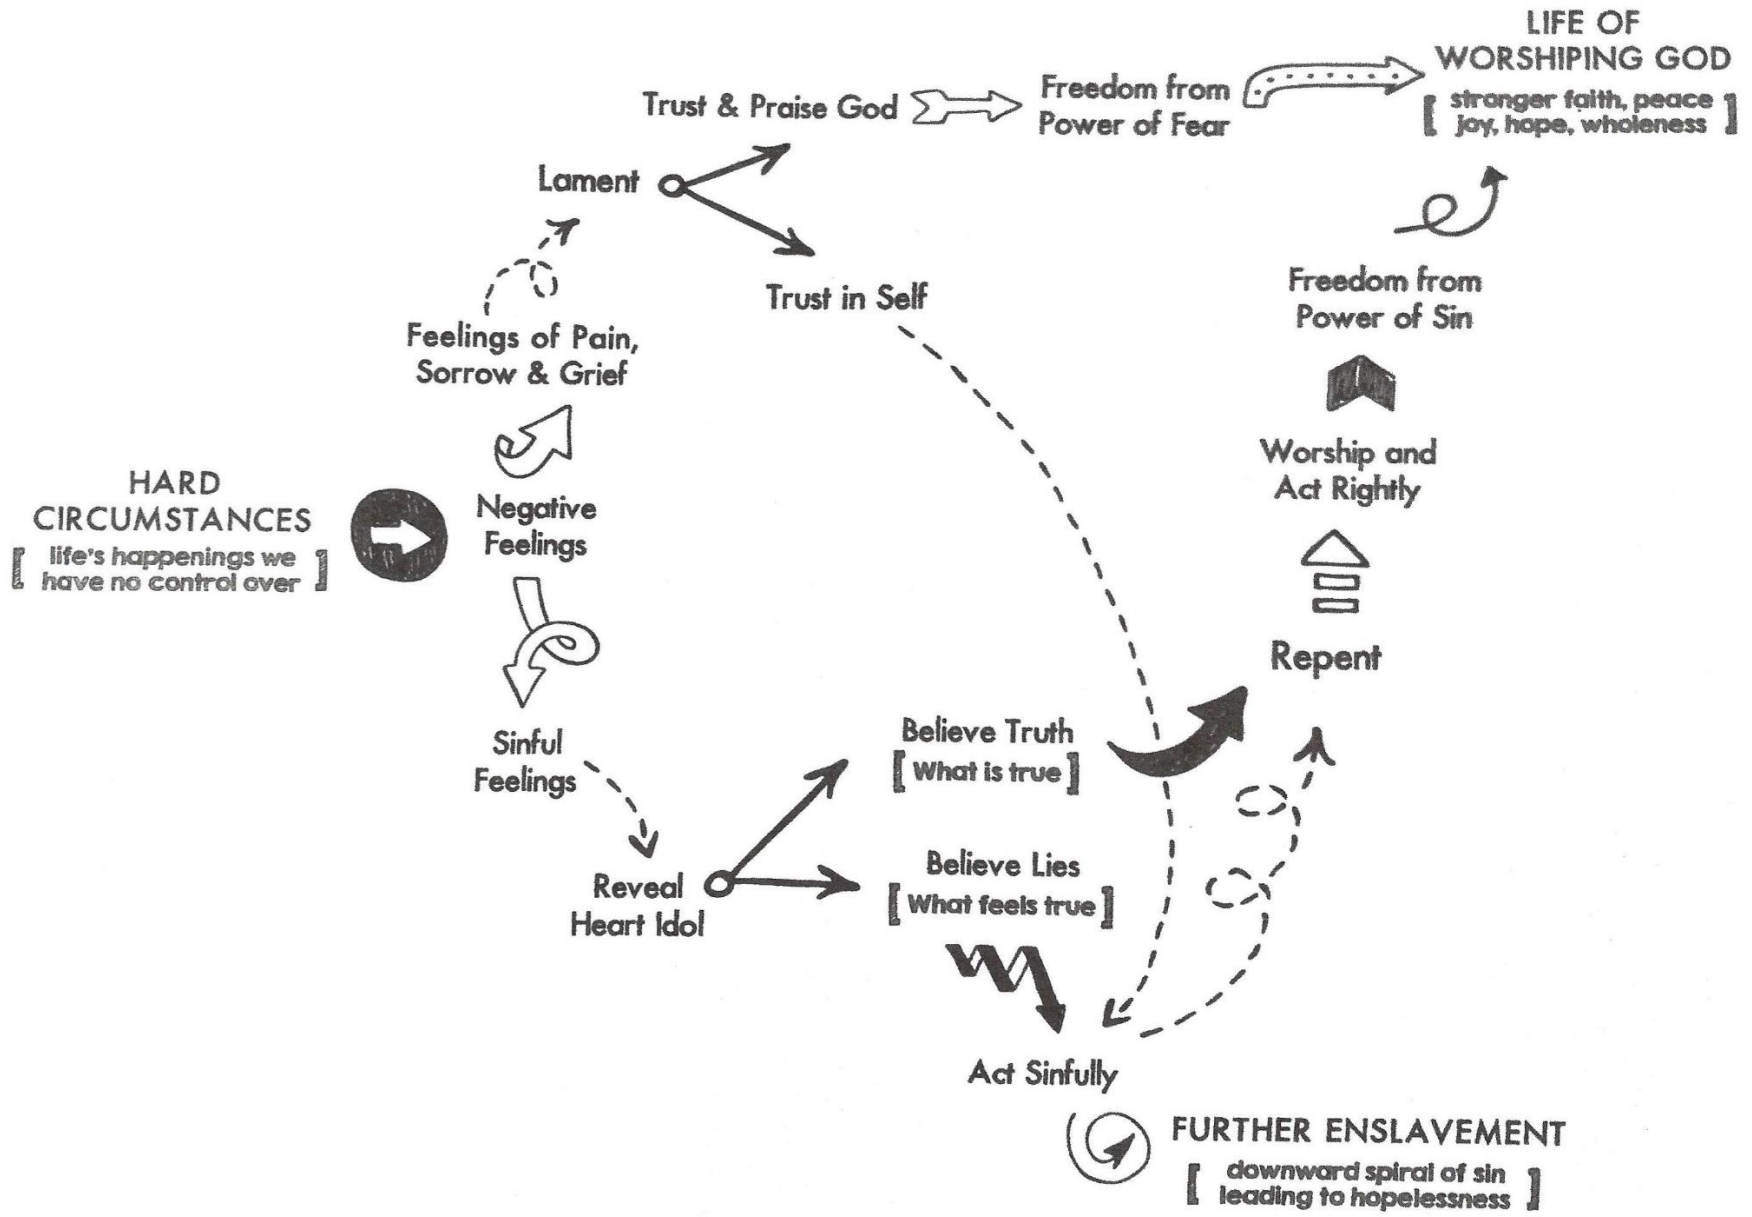 LIFE OF
WORSHIPING GOD
[ stronger faith, peace
joy, hope, wholeness ]
Trust & Praise God
Freedom from
Power of Fear
Lament
Trust in Self
Freedom from
Power of Sin
Feelings of Pain,
Sorrow & Grief
Worship and
Act Rightly
HARD
CIRCUMSTANCES
[ life's happenings we
have no control over ]
Negative
Feelings
Repent
Sinful
Feelings
Believe Truth
[ What is true ]
Believe Lies
[ What feels true ]
Reveal
Heart Idol
Act Sinfully
FURTHER ENSLAVEMENT
[ downward spiral of sin
leading to hopelessness ]